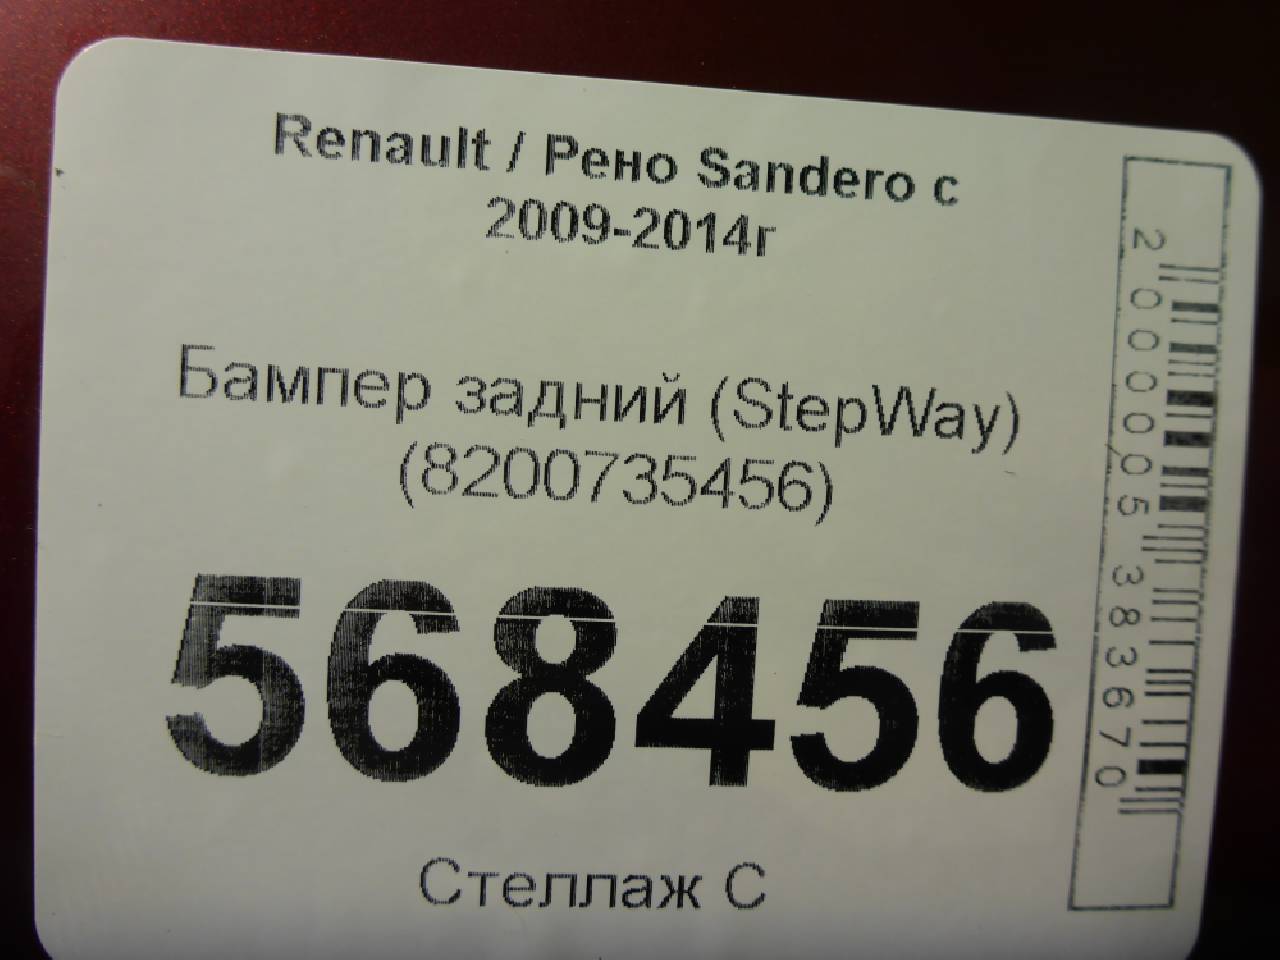 Renault / Рено Sandero с
2009-2014г
Бампер задний (StepWay)
(8200735456)
568456
Стеллаж С
2000005383670